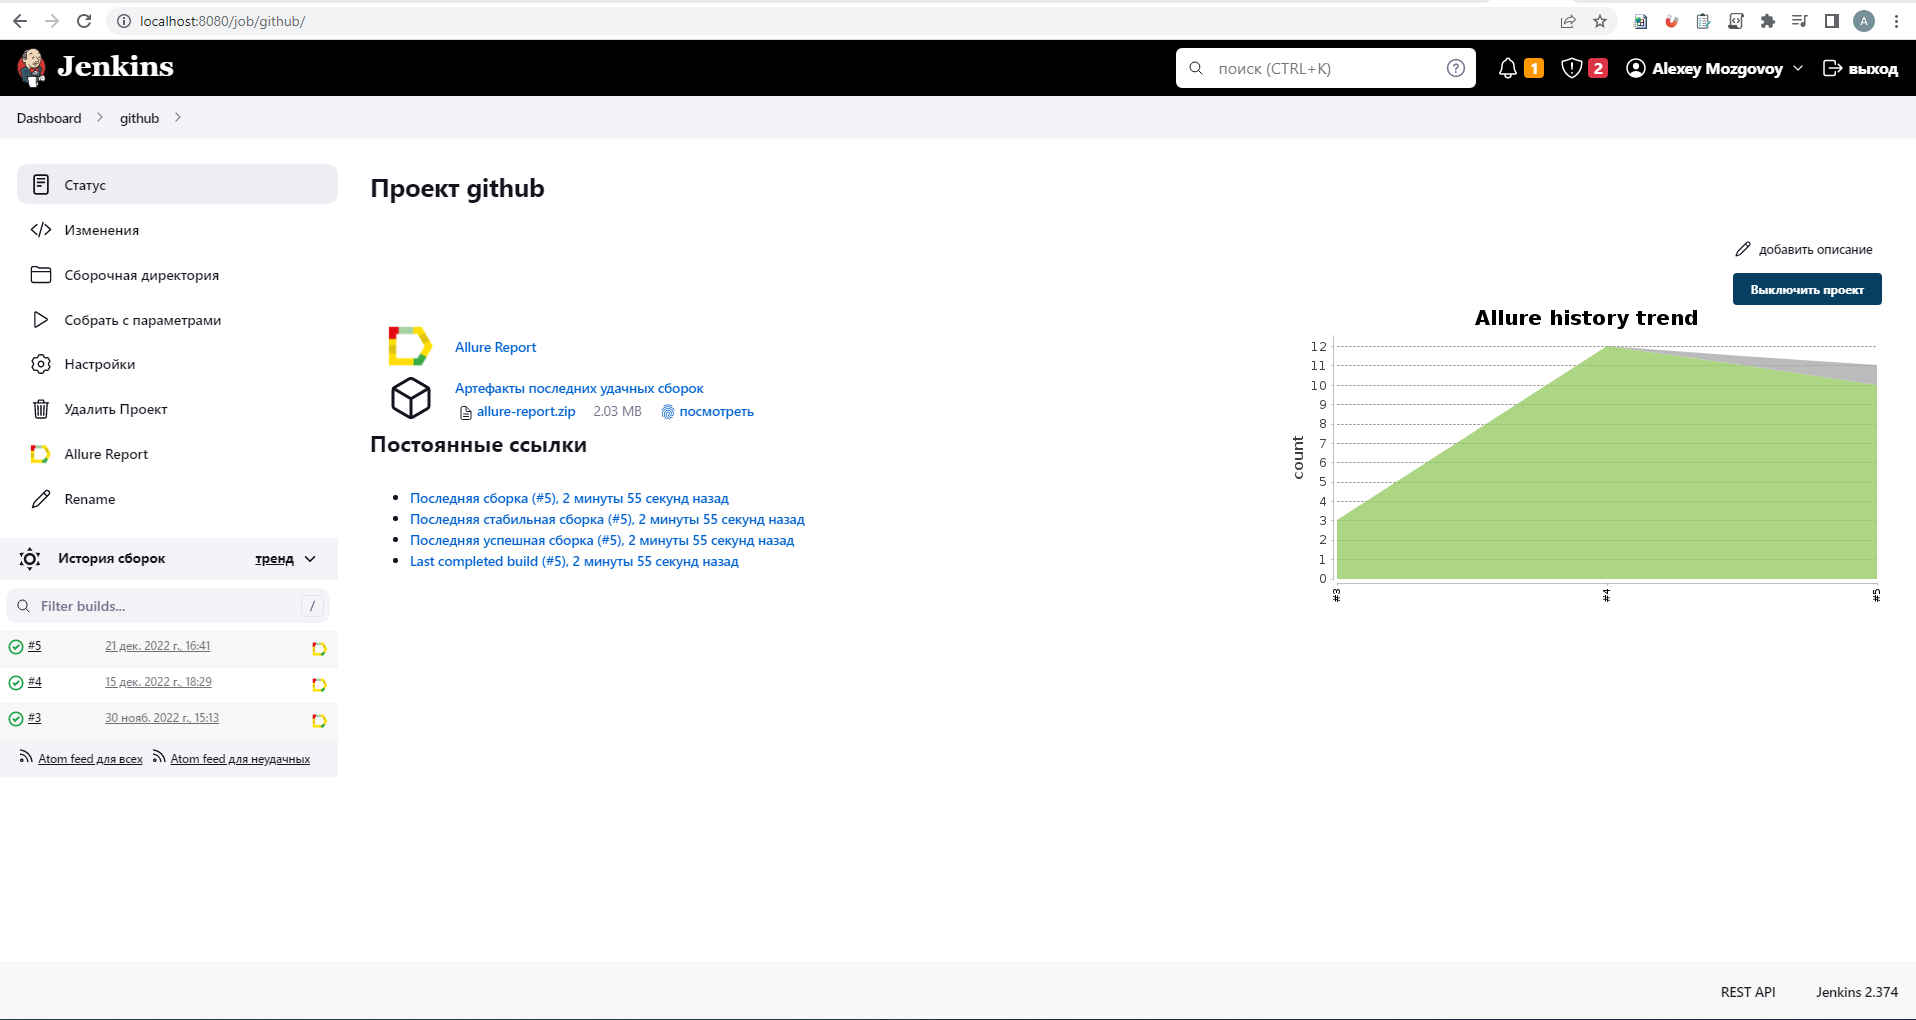 localhost:8080/job/github/
A
Jenkins
поиск (CTRL+K)
?
1
2
Alexey Mozgovoy
выход
Dashboard
github
Статус
Изменения
Сборочная директория
Собрать с параметрами
Настройки
Удалить Проект
Allure Report
Rename
История сборок
тренд
Filter builds...
/
#5
21 дек. 2022 г., 16:41
#4
15 дек. 2022 г., 18:29
#3
30 нояб. 2022 г., 15:13
Atom feed для всех
Atom feed для неудачных
Проект github
добавить описание
Выключить проект
Allure Report
Артефакты последних удачных сборок
allure-report.zip 2.03 MB посмотреть
Постоянные ссылки
Последняя сборка (#5), 2 минуты 55 секунд назад
Последняя стабильная сборка (#5), 2 минуты 55 секунд назад
Последняя успешная сборка (#5), 2 минуты 55 секунд назад
Last completed build (#5), 2 минуты 55 секунд назад
Allure history trend
count
12
11
10
9
8
7
6
5
4
3
2
1
0
#3
#4
#5
REST API
Jenkins 2.374